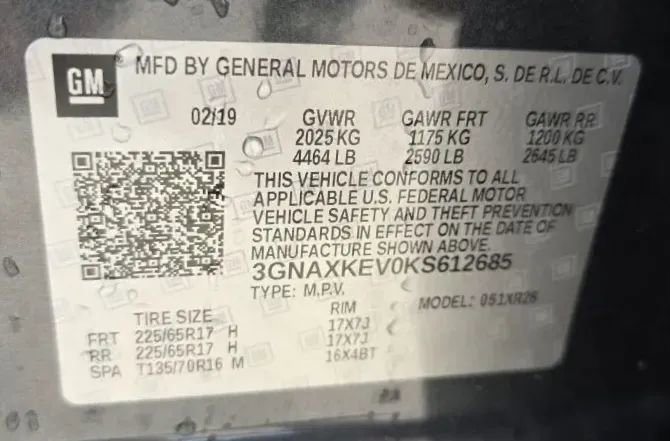 GM MFD BY GENERAL MOTORS DE MEXICO, S. DE R.L. DE C.V.
02/19 GVWR GAWR FRT GAWR RR
2025 KG 1175 KG 1200 KG
4464 LB 2590 LB 2645 LB
THIS VEHICLE CONFORMS TO ALL
APPLICABLE U.S. FEDERAL MOTOR
VEHICLE SAFETY AND THEFT PREVENTION
STANDARDS IN EFFECT ON THE DATE OF
MANUFACTURE SHOWN ABOVE.
3GNAXKEV0KS612685
TYPE: M.P.V. MODEL: 051XR26
TIRE SIZE RIM
FRT 225/65R17 H 17X7J
RR 225/65R17 H 17X7J
SPA T135/70R16 M 16X4BT